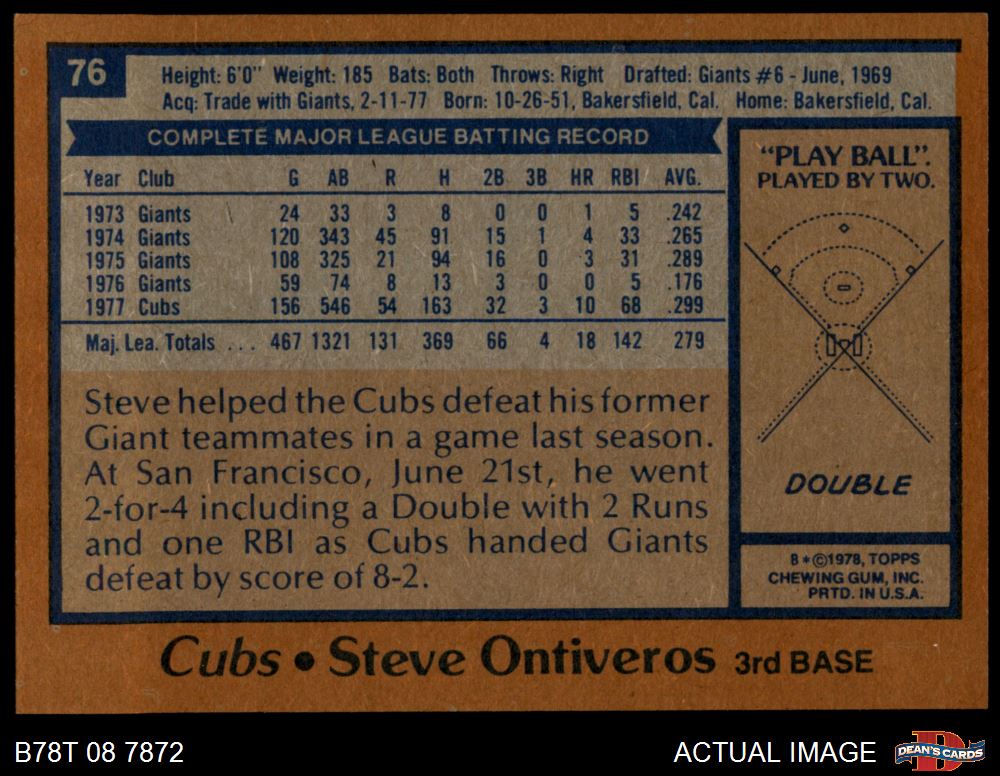 76
Height: 6'0" Weight: 185 Bats: Both Throws: Right Drafted: Giants #6 - June, 1969
Acq: Trade with Giants, 2-11-77 Born: 10-26-51, Bakersfield, Cal. Home: Bakersfield, Cal.
COMPLETE MAJOR LEAGUE BATTING RECORD
Year Club G AB R H 2B 3B HR RBI AVG.
1973 Giants 24 33 3 8 0 0 1 5 .242
1974 Giants 120 343 45 91 15 1 4 33 .265
1975 Giants 108 325 21 94 16 0 3 31 .289
1976 Giants 59 74 8 13 3 0 0 5 .176
1977 Cubs 156 546 54 163 32 3 10 68 .299
Maj. Lea. Totals ... 467 1321 131 369 66 4 18 142 279
Steve helped the Cubs defeat his former
Giant teammates in a game last season.
At San Francisco, June 21st, he went
2-for-4 including a Double with 2 Runs
and one RBI as Cubs handed Giants
defeat by score of 8-2.
"PLAY BALL".
PLAYED BY TWO.
DOUBLE
B*©1978, TOPPS
CHEWING GUM, INC.
PRTD. IN U.S.A.
Cubs • Steve Ontiveros 3rd BASE
B78T 08 7872
ACTUAL IMAGE
D
DEAN'S CARDS